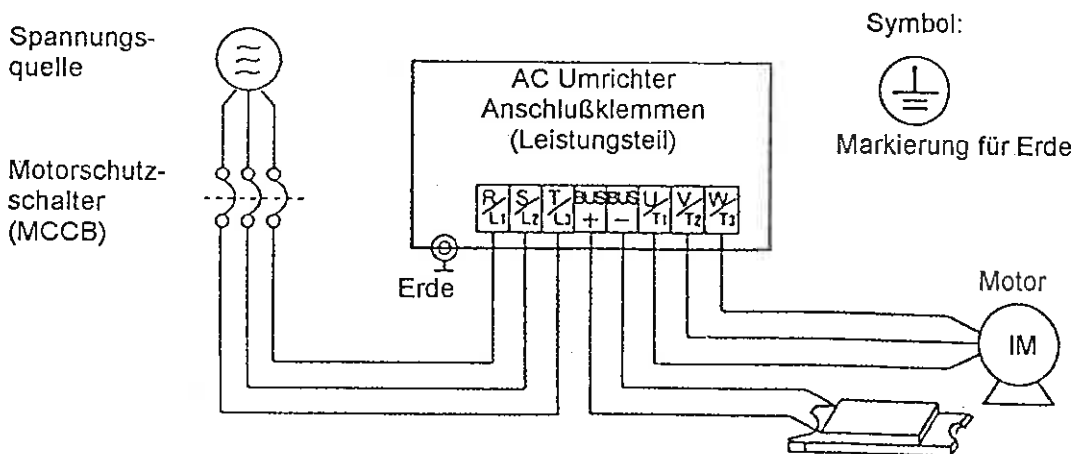 Spannungs-
quelle
Motorschutz-
schalter
(MCCB)
AC Umrichter
Anschlußklemmen
(Leistungsteil)
R/L1 S/L2 T/L3 BUS+ BUS− U/T1 V/T2 W/T3
Erde
Symbol:
Markierung für Erde
Motor
IM